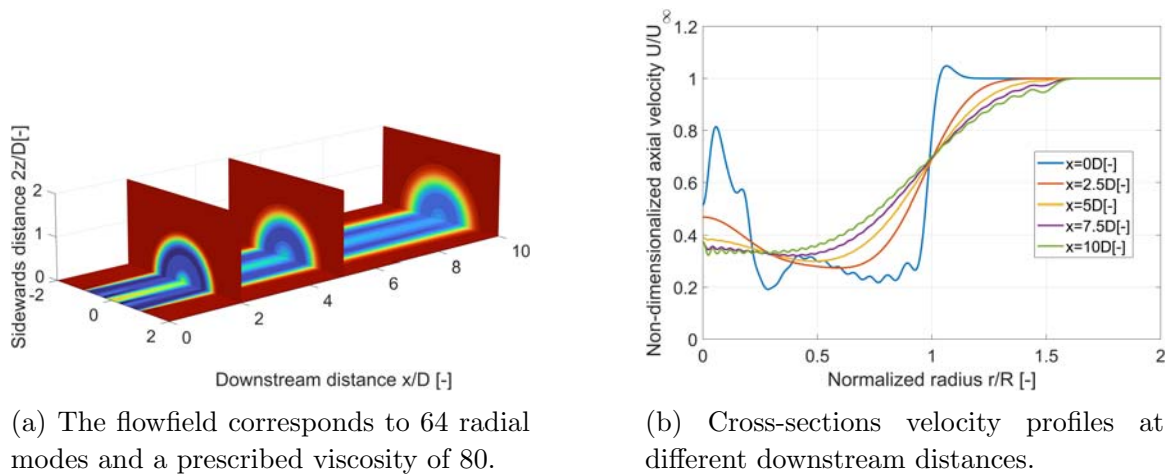 Sidewards distance 2z/D[-]
2
1
0
-2
0
2
0
2
4
6
8
10
Downstream distance x/D [-]
(a) The flowfield corresponds to 64 radial
modes and a prescribed viscosity of 80.
Non-dimensionalized axial velocity U/U∞
1.2
1
0.8
0.6
0.4
0.2
0
0
0.5
1
1.5
2
x=0D[-]
x=2.5D[-]
x=5D[-]
x=7.5D[-]
x=10D[-]
Normalized radius r/R [-]
(b) Cross-sections velocity profiles at
different downstream distances.